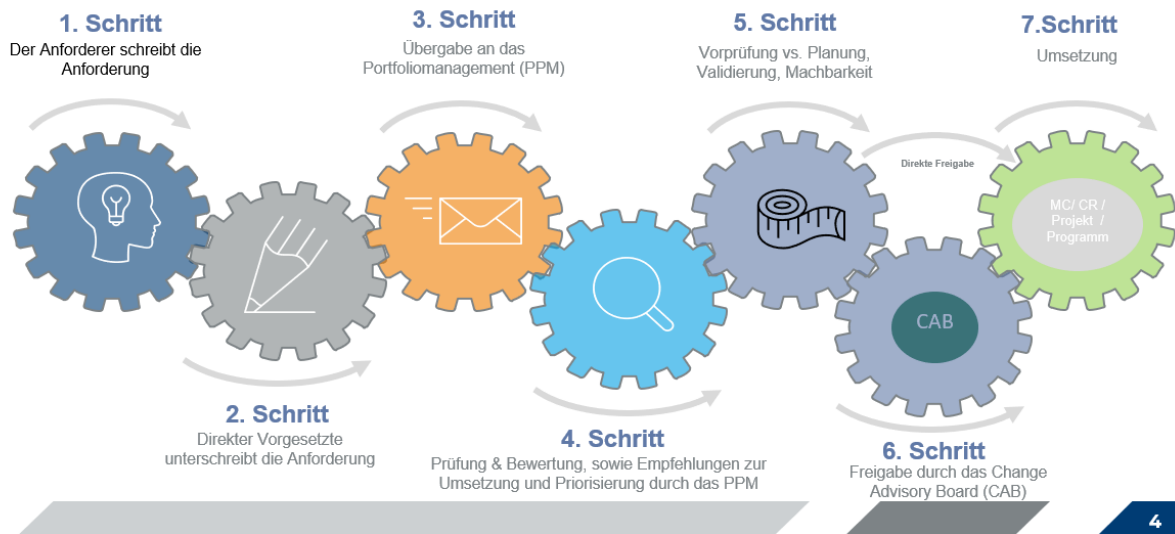 1. Schritt
Der Anforderer schreibt die
Anforderung
2. Schritt
Direkter Vorgesetzte
unterschreibt die Anforderung
3. Schritt
Übergabe an das
Portfoliomanagement (PPM)
4. Schritt
Prüfung & Bewertung, sowie Empfehlungen zur
Umsetzung und Priorisierung durch das PPM
5. Schritt
Vorprüfung vs. Planung,
Validierung, Machbarkeit
Direkte Freigabe
CAB
6. Schritt
Freigabe durch das Change
Advisory Board (CAB)
7.Schritt
Umsetzung
MC/ CR /
Projekt /
Programm
4